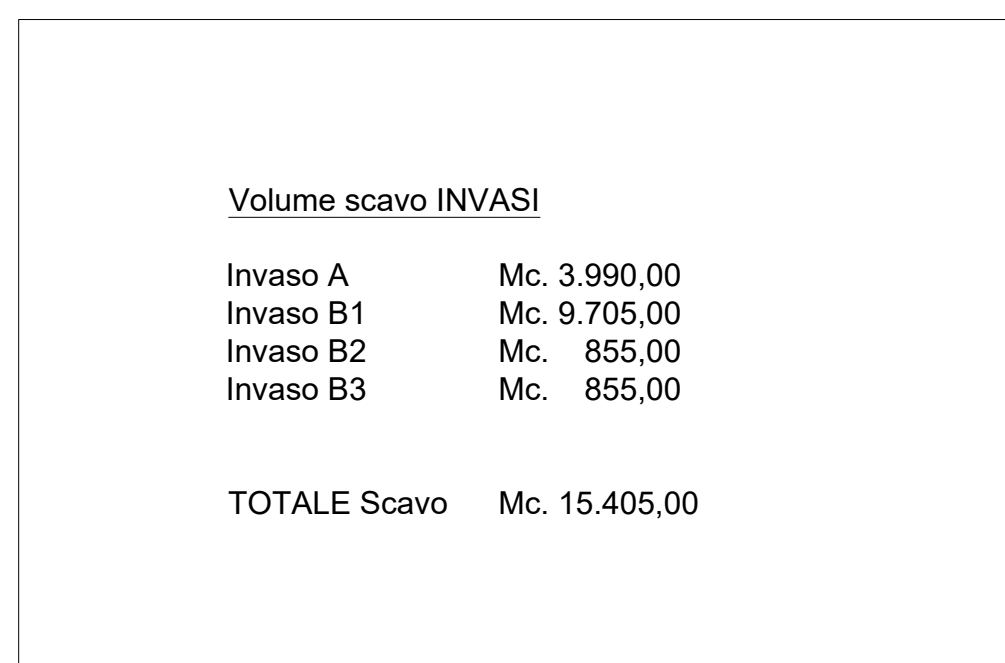 Volume scavo INVASI
Invaso A Mc. 3.990,00
Invaso B1 Mc. 9.705,00
Invaso B2 Mc. 855,00
Invaso B3 Mc. 855,00
TOTALE Scavo Mc. 15.405,00